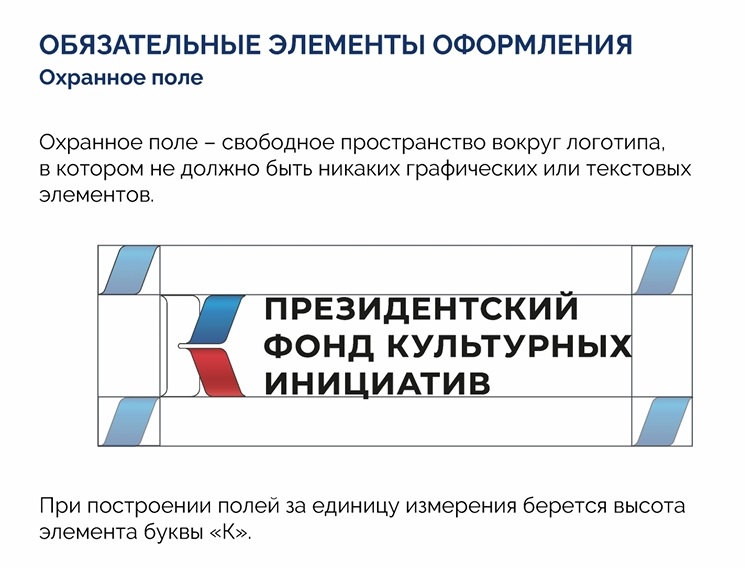 ОБЯЗАТЕЛЬНЫЕ ЭЛЕМЕНТЫ ОФОРМЛЕНИЯ
Охранное поле
Охранное поле – свободное пространство вокруг логотипа,
в котором не должно быть никаких графических или текстовых
элементов.
ПРЕЗИДЕНТСКИЙ
ФОНД КУЛЬТУРНЫХ
ИНИЦИАТИВ
При построении полей за единицу измерения берется высота
элемента буквы «К».